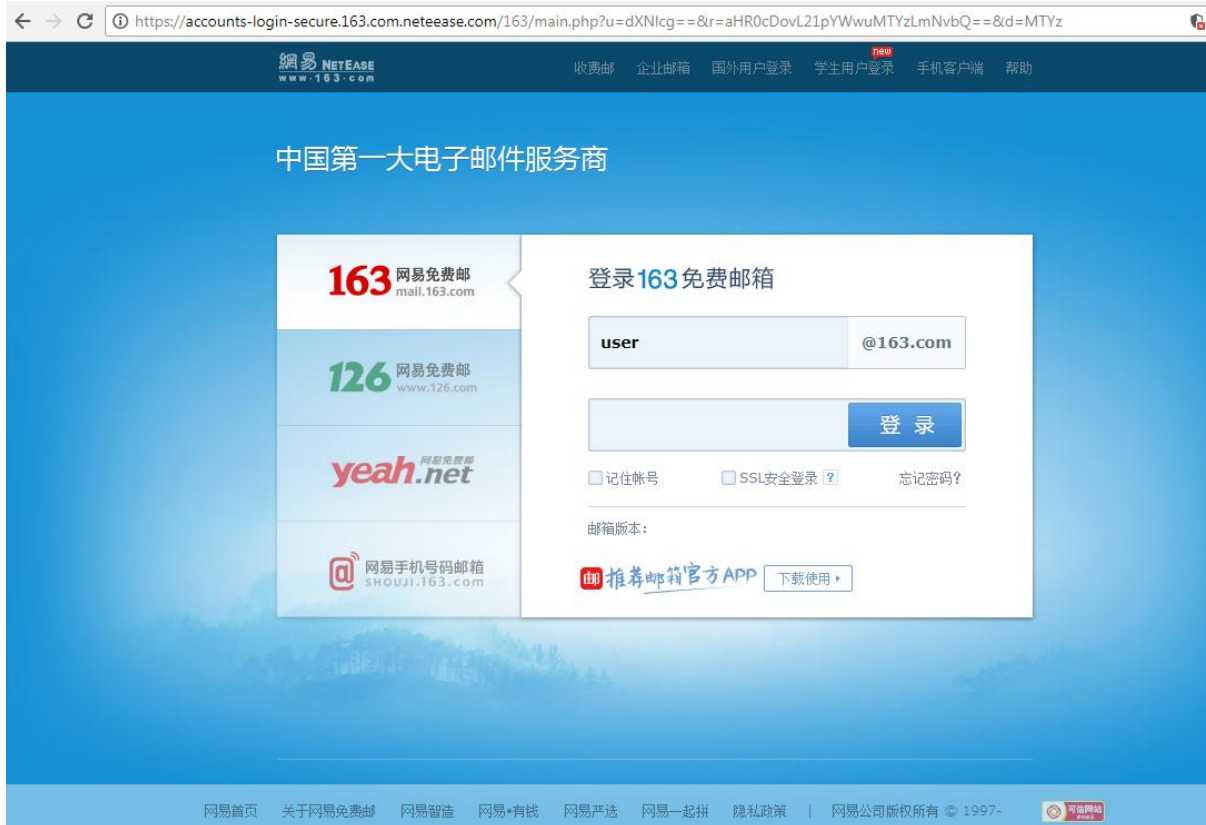 https://accounts-login-secure.163.com.neteease.com/163/main.php?u=dXNlcg==&r=aHR0cDovL21pYWwuMTYzLmNvbQ==&d=MTYz
網易 NETEASE
www.163.com
收费邮 企业邮箱 国外用户登录 学生用户登录 new 手机客户端 帮助
中国第一大电子邮件服务商
163 网易免费邮
mail.163.com
126 网易免费邮
www.126.com
yeah.net 网易免费邮
网易手机号码邮箱
SHOUJI.163.com
登录163免费邮箱
user @163.com
登 录
记住帐号 SSL安全登录 ? 忘记密码?
邮箱版本:
邮 推荐邮箱官方APP 下载使用
网易首页 关于网易免费邮 网易智造 网易•有钱 网易严选 网易一起拼 隐私政策 | 网易公司版权所有 © 1997- 可信网站